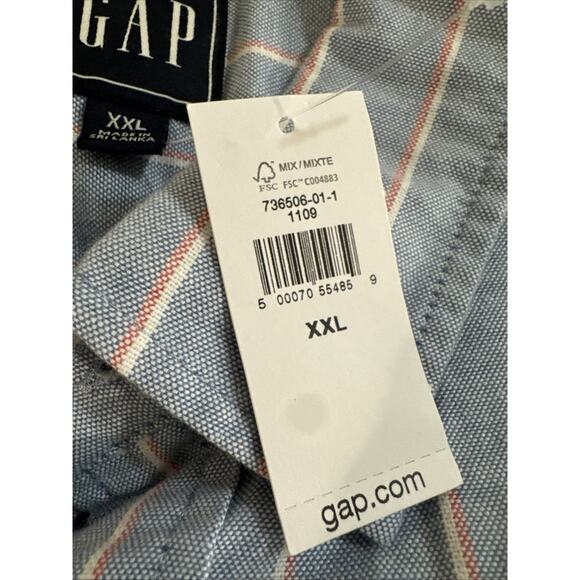 GAP
XXL
MADE IN
SRI LANKA
MIX/MIXTE
FSC FSC™ C004883
736506-01-1
1109
5 00070 55485 9
XXL
gap.com